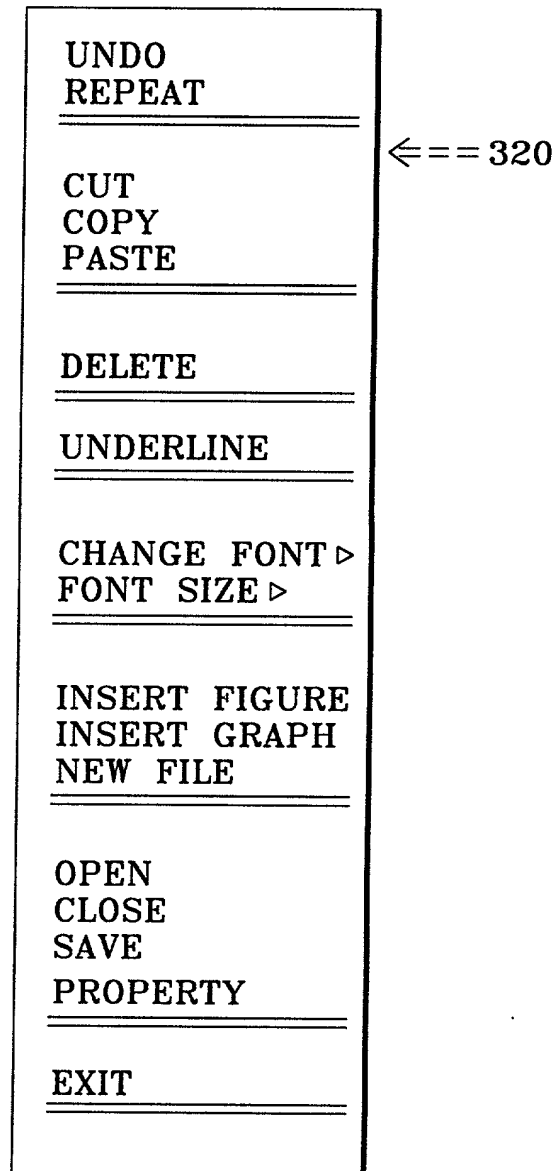 UNDO
REPEAT
⇐== 320
CUT
COPY
PASTE
DELETE
UNDERLINE
CHANGE FONT ▷
FONT SIZE ▷
INSERT FIGURE
INSERT GRAPH
NEW FILE
OPEN
CLOSE
SAVE
PROPERTY
EXIT